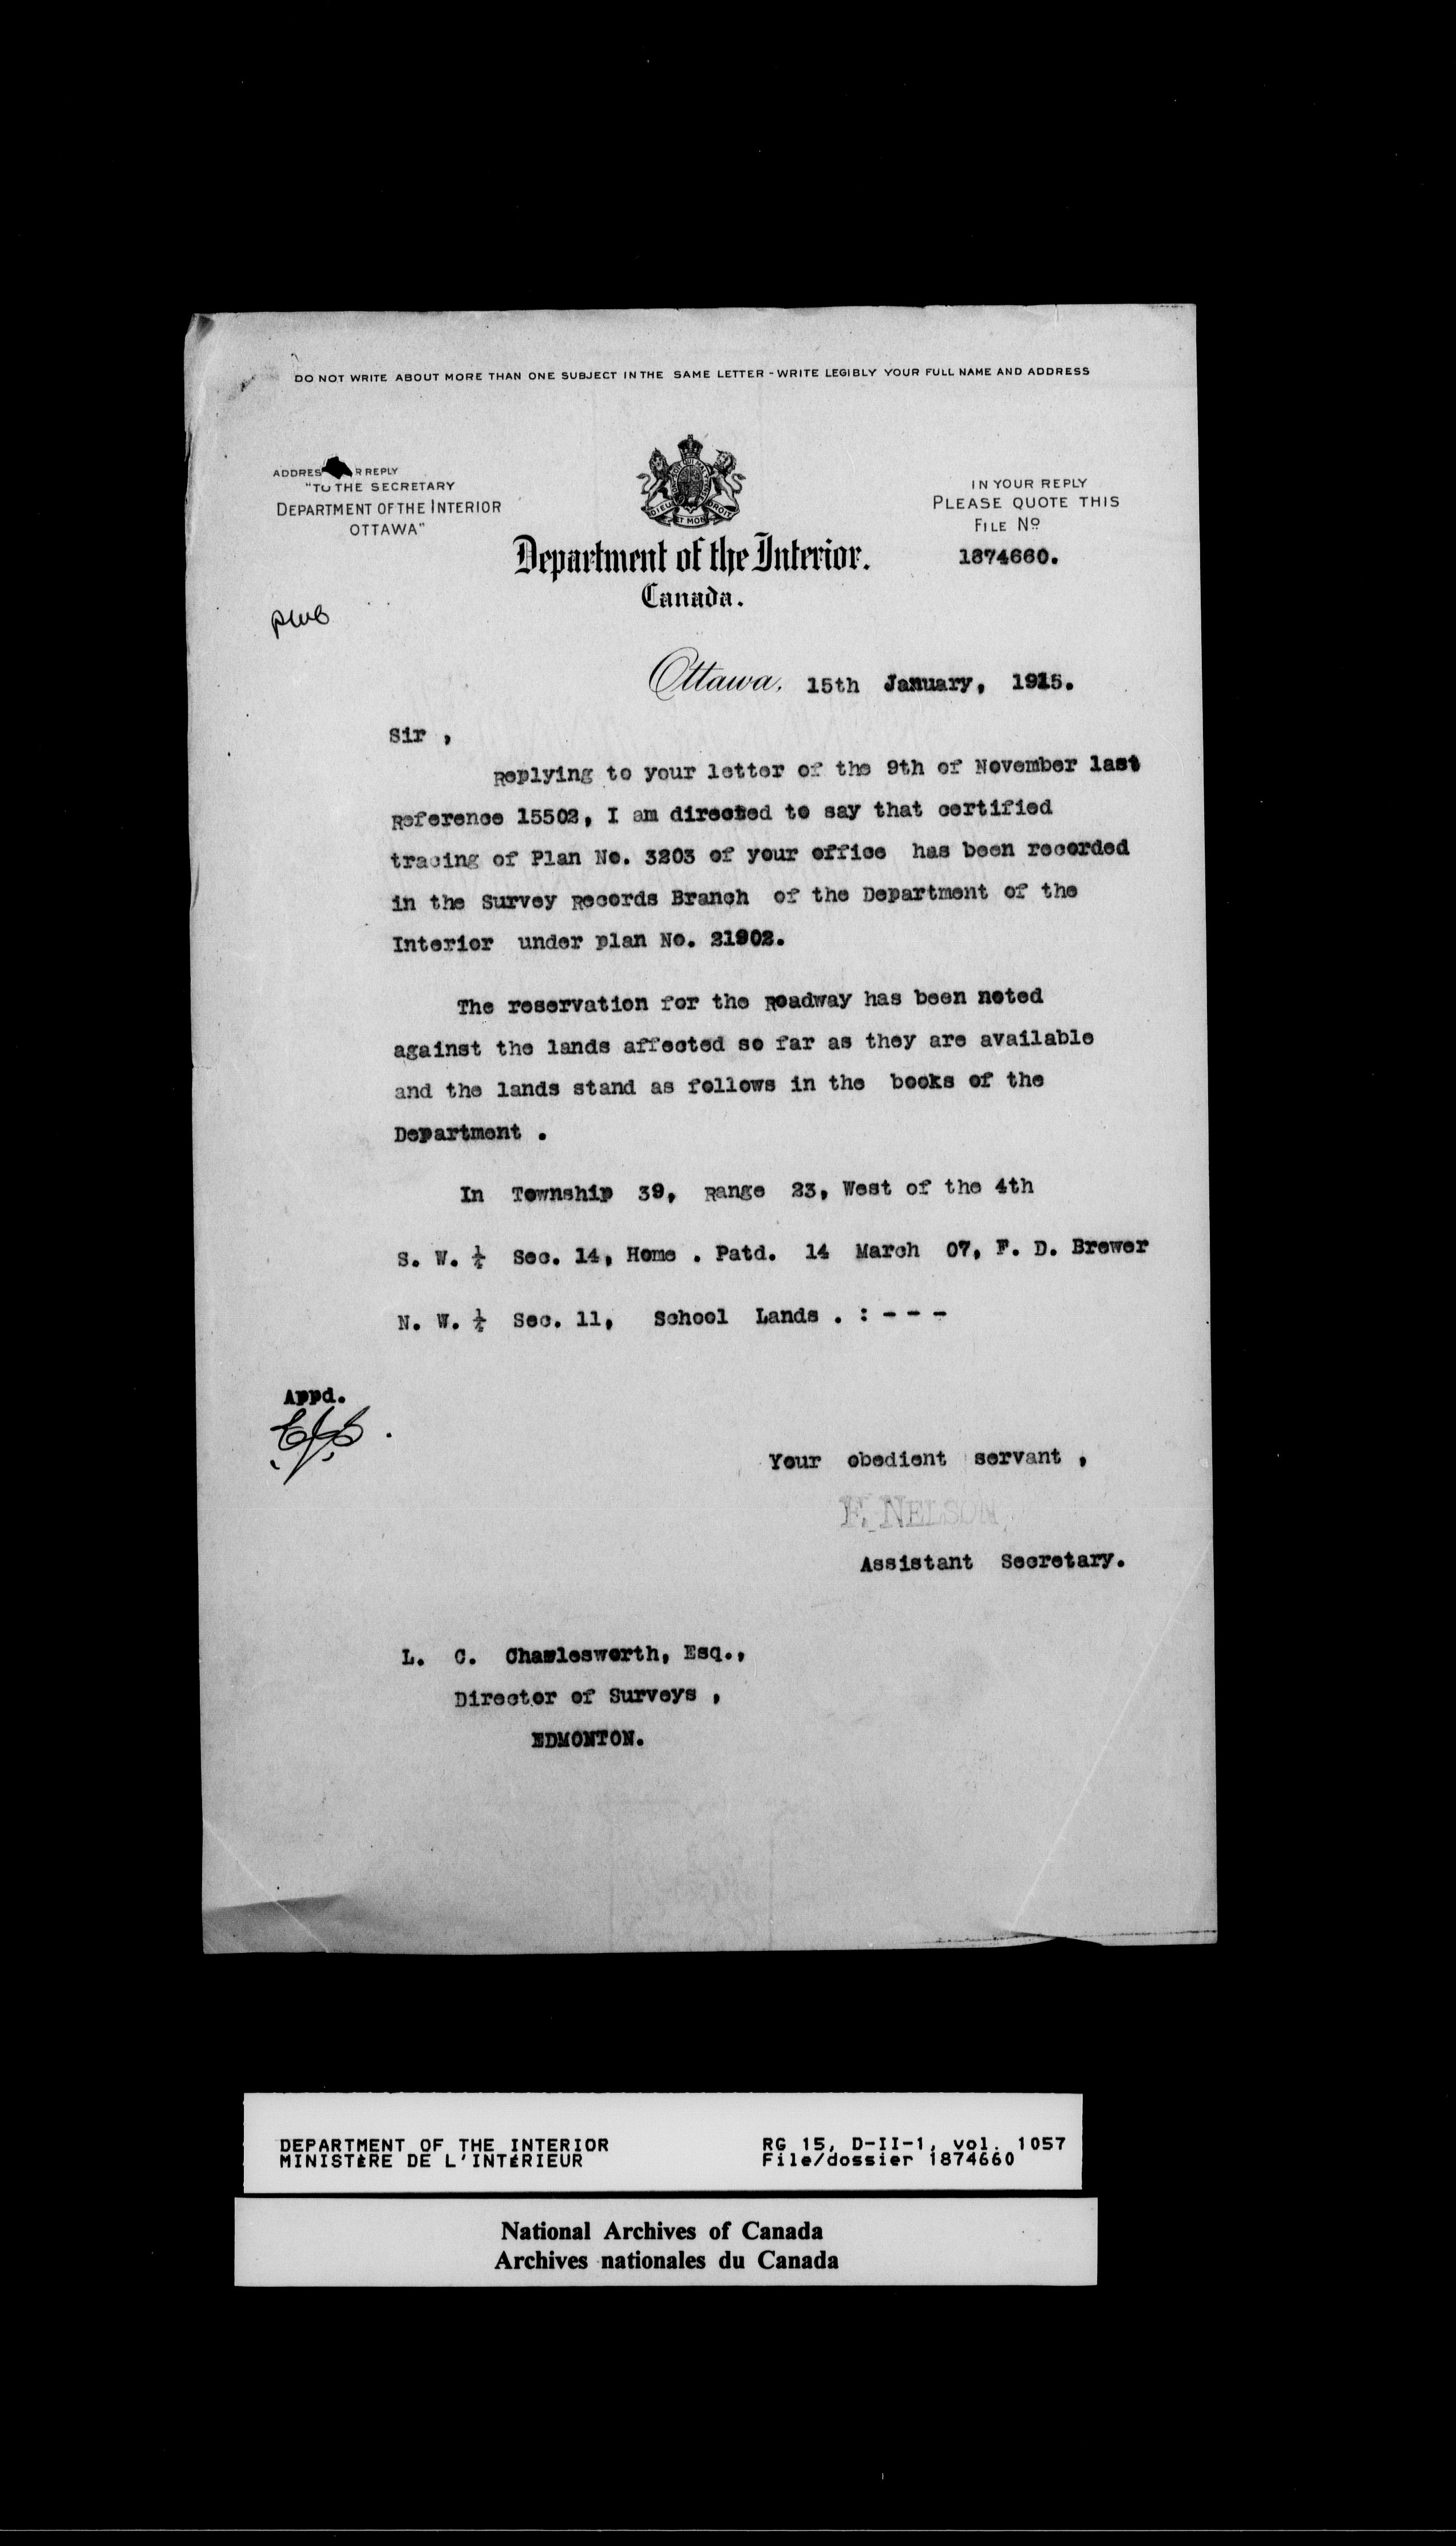 DO NOT WRITE ABOUT MORE THAN ONE SUBJECT IN THE SAME LETTER - WRITE LEGIBLY YOUR FULL NAME AND ADDRESS
ADDRES R REPLY
"TO THE SECRETARY
DEPARTMENT OF THE INTERIOR
OTTAWA"
DIEU ET MON DROIT
IN YOUR REPLY
PLEASE QUOTE THIS
FILE No
1874660.
Department of the Interior.
Canada.
Ottawa, 15th January, 1915.
Sir ,
Replying to your letter of the 9th of November last
Reference 15502, I am directed to say that certified
tracing of Plan No. 3203 of your office has been recorded
in the Survey Records Branch of the Department of the
Interior under plan No. 21902.
The reservation for the Roadway has been noted
against the lands affected so far as they are available
and the lands stand as follows in the books of the
Department .
In Township 39, Range 23, West of the 4th
S. W. ¼ Sec. 14, Home . Patd. 14 March 07, F. D. Brewer
N. W. ¼ Sec. 11, School Lands . : - - -
Appd.
Your obedient servant ,
F. NELSON,
Assistant Secretary.
L. C. Charlesworth, Esq.,
Director of Surveys ,
EDMONTON.
DEPARTMENT OF THE INTERIOR
MINISTÈRE DE L'INTÉRIEUR
RG 15, D-II-1, vol. 1057
File/dossier 1874660
National Archives of Canada
Archives nationales du Canada